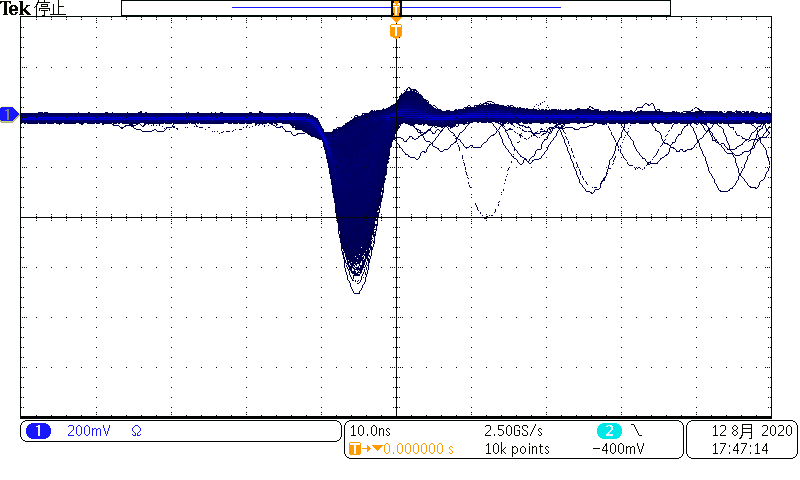 Tek 停止
T
T
1
1 200mV Ω
10.0ns 2.50GS/s 2
T→▼0.000000 s 10k points −400mV
12 8月 2020
17:47:14